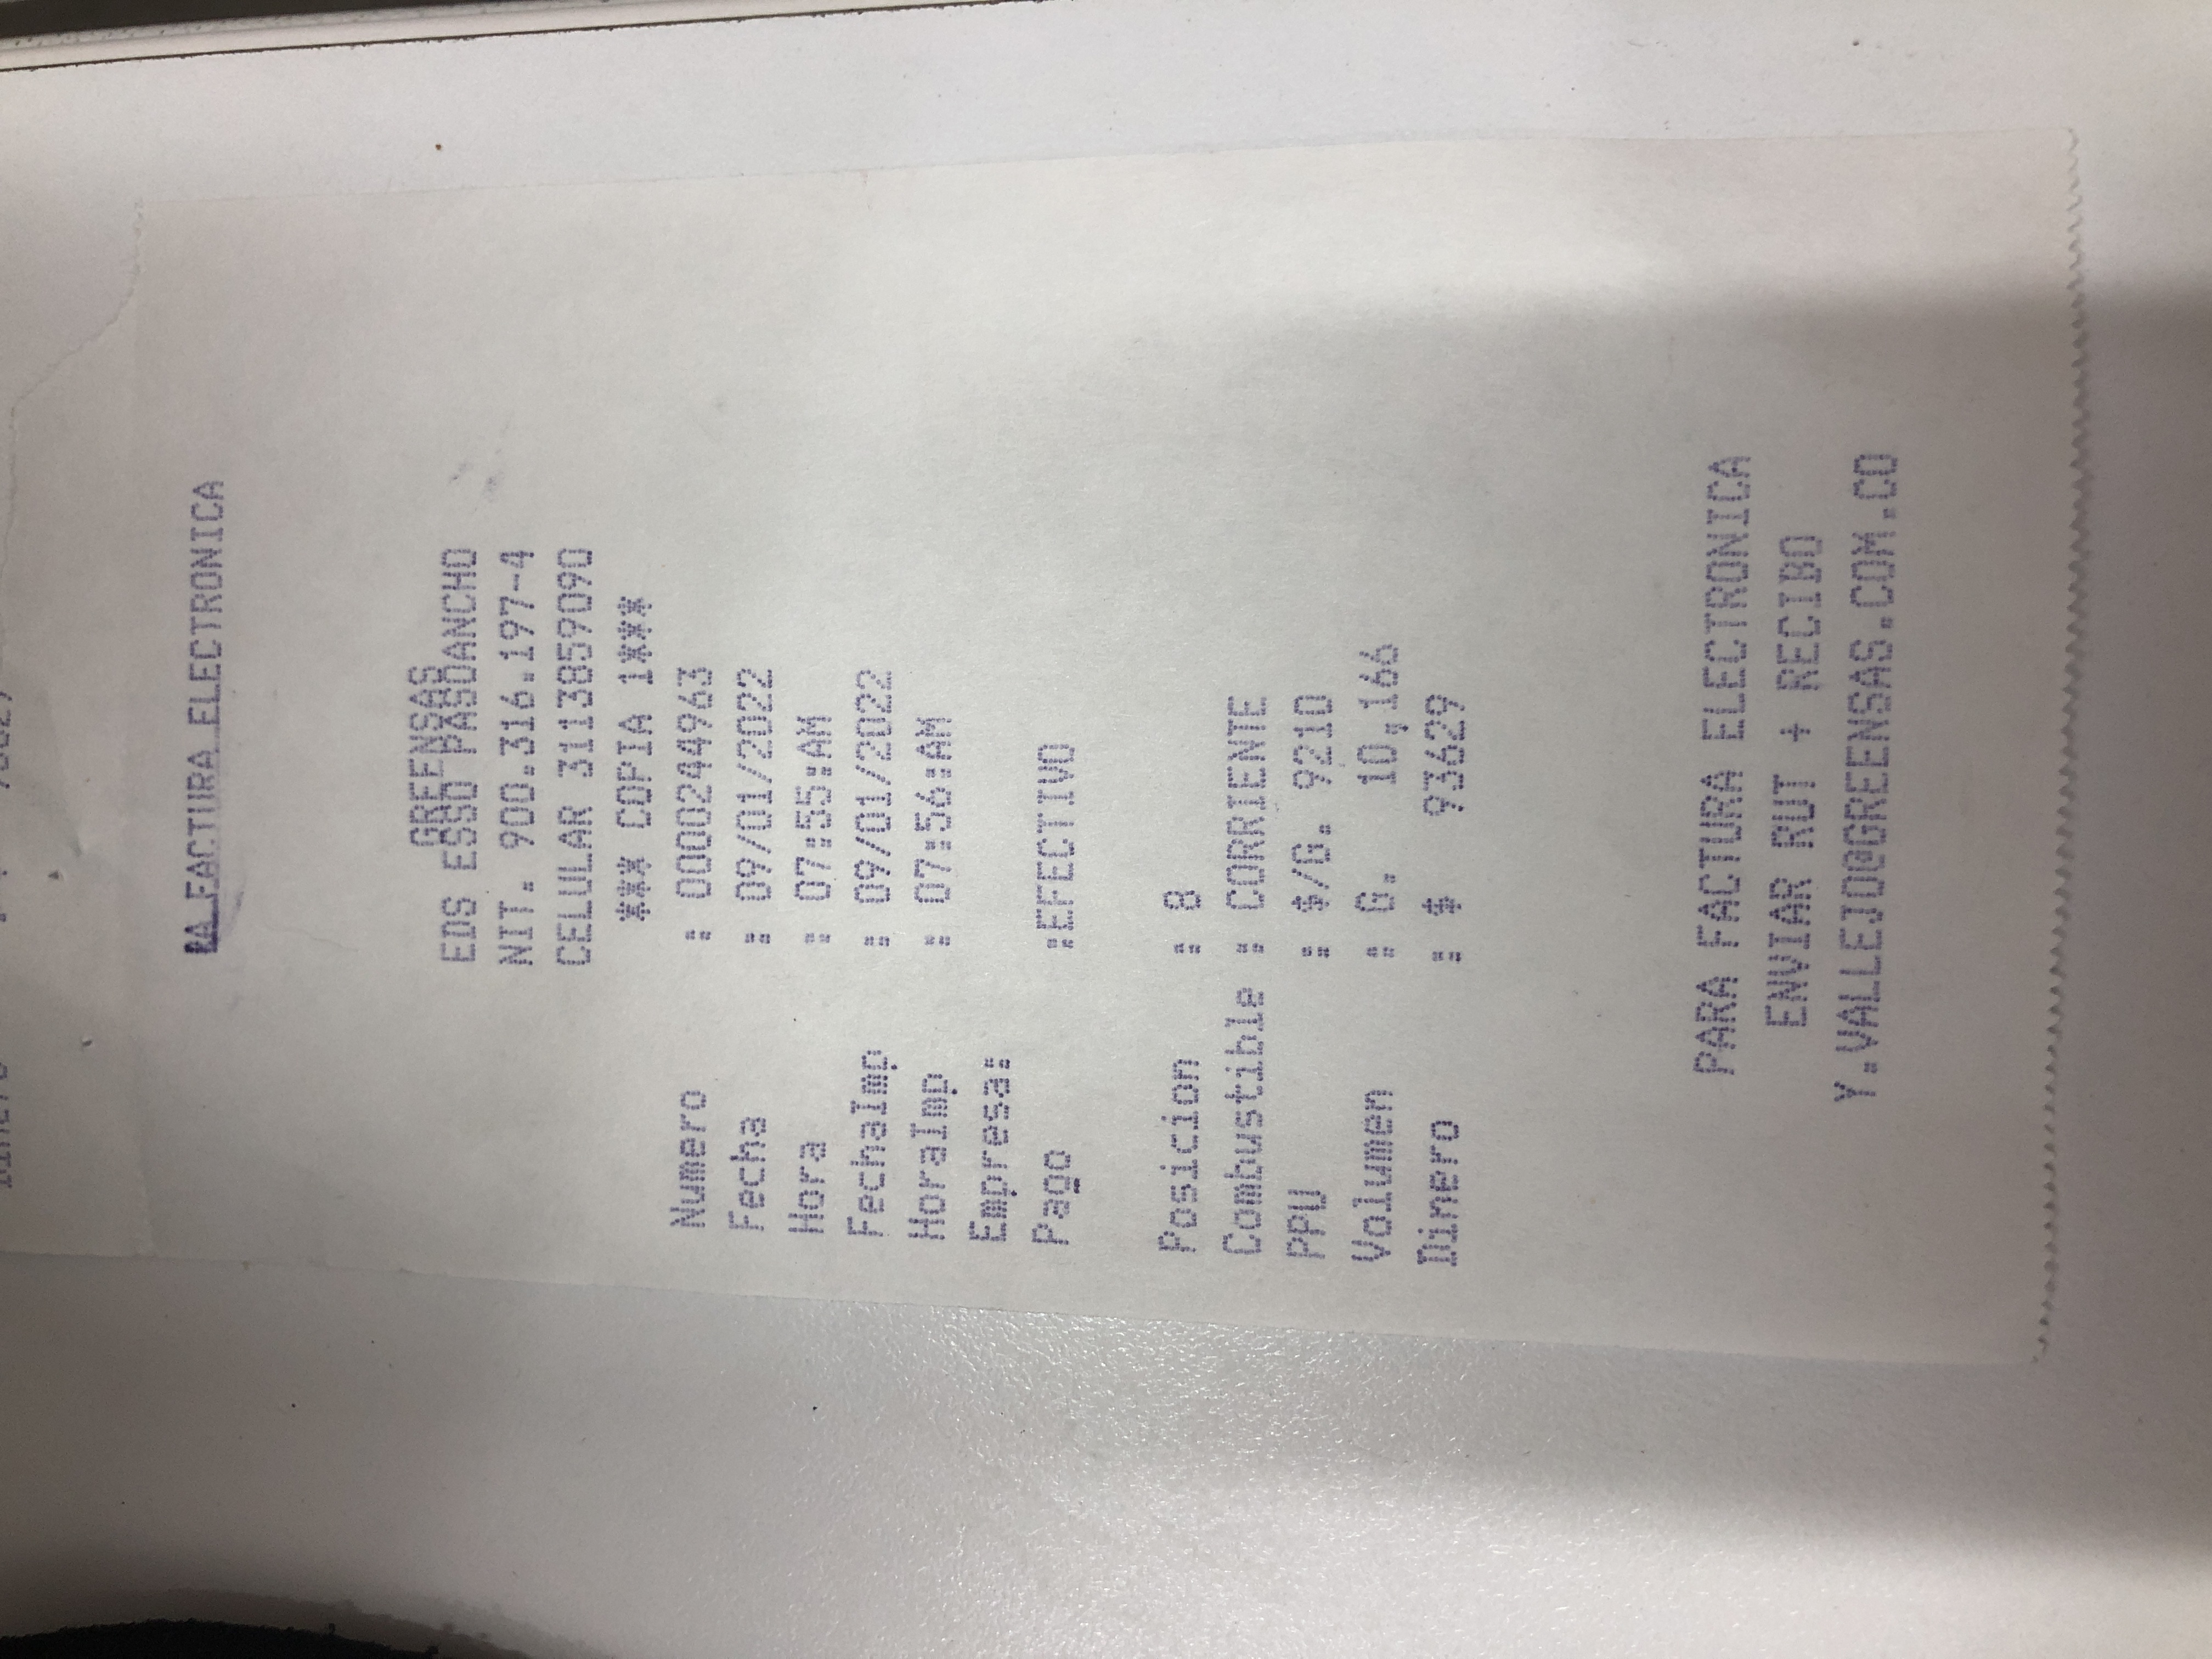 FACTURA ELECTRONICA
GREENSAS
EDS ESSO PASOANCHO
NIT. 900.316.197-4
CELULAR 3113859090
*** COPIA 1***
Numero : 0000244963
Fecha : 09/01/2022
Hora : 07:55:AM
FechaImp : 09/01/2022
HoraImp : 07:56:AM
Empresa:
Pago :EFECTIVO
Posicion : 8
Combustible : CORRIENTE
PPU : $/G. 9210
Volumen : G. 10,166
Dinero : $ 93629
PARA FACTURA ELECTRONICA
ENVIAR RUT + RECIBO
Y.VALLEJO@GREENSAS.COM.CO